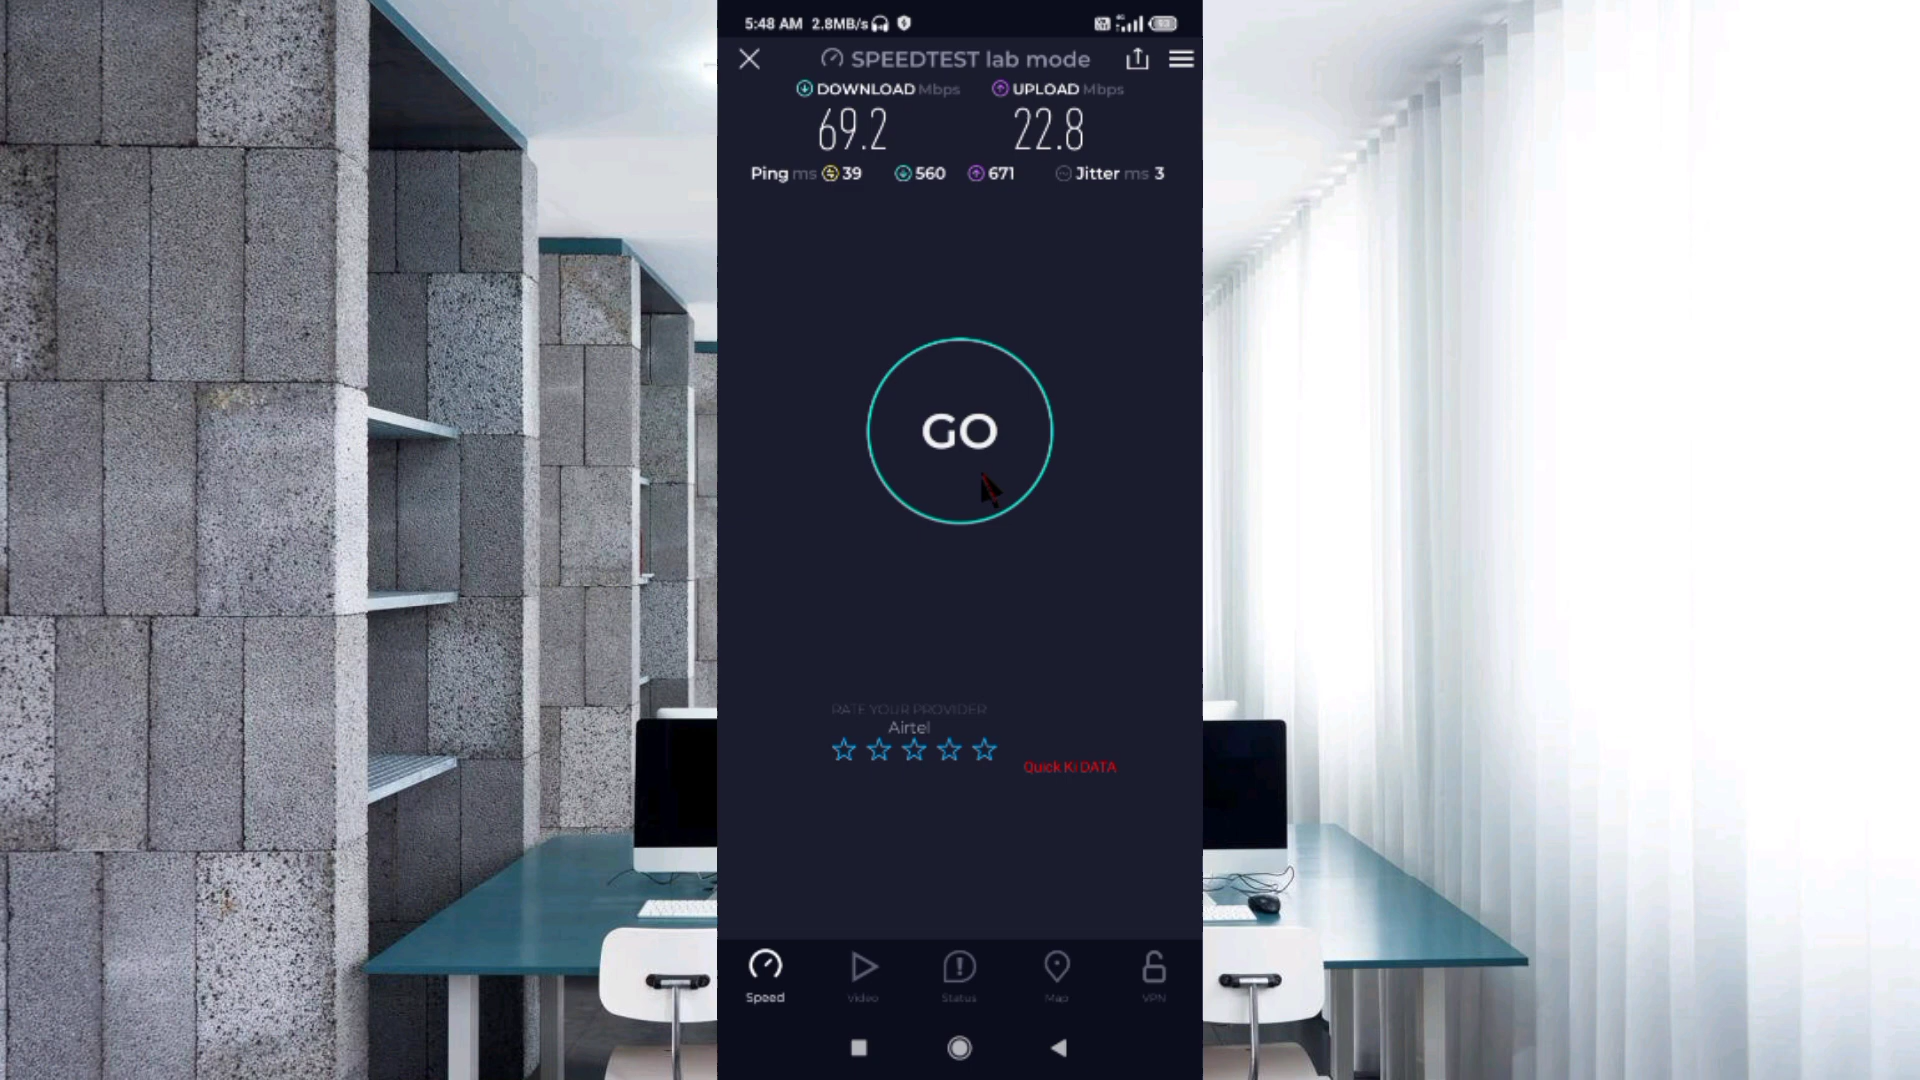 5:48 AM 2.8MB/s 53
SPEEDTEST lab mode
DOWNLOAD Mbps UPLOAD Mbps
69.2 22.8
Ping ms 39 560 671 Jitter ms 3
GO
RATE YOUR PROVIDER
Airtel
Quick Ki DATA
Speed Video Status Map VPN